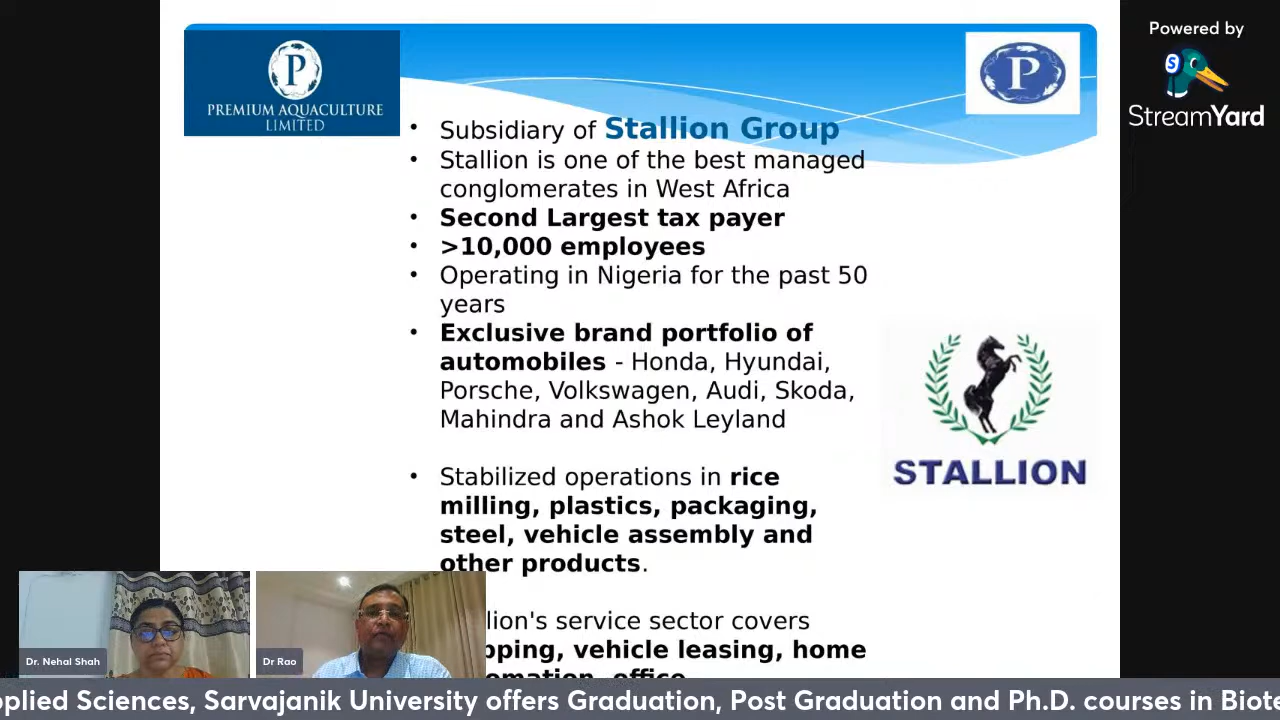 Powered by
StreamYard
P
PREMIUM AQUACULTURE
LIMITED
P
• Subsidiary of Stallion Group
• Stallion is one of the best managed
conglomerates in West Africa
• Second Largest tax payer
• >10,000 employees
• Operating in Nigeria for the past 50
years
• Exclusive brand portfolio of
automobiles - Honda, Hyundai,
Porsche, Volkswagen, Audi, Skoda,
Mahindra and Ashok Leyland
• Stabilized operations in rice
milling, plastics, packaging,
steel, vehicle assembly and
other products.
STALLION
lion's service sector covers
pping, vehicle leasing, home
omation, office
Dr. Nehal Shah
Dr Rao
pplied Sciences, Sarvajanik University offers Graduation, Post Graduation and Ph.D. courses in Biote